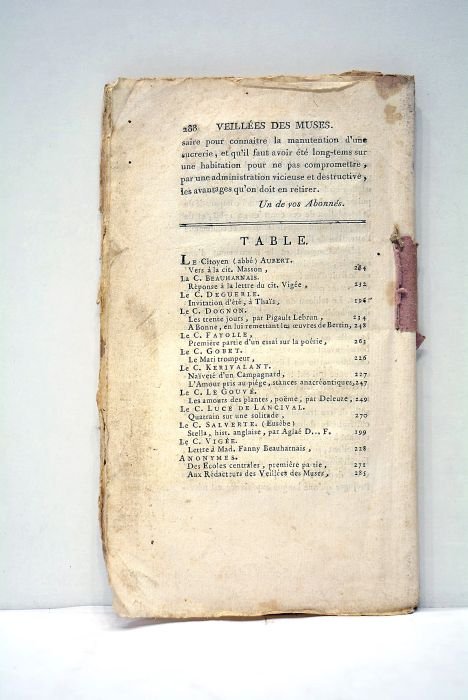 288 VEILLÉES DES MUSES.
saire pour connaitre la manutention d'une
sucrerie, et qu'il faut avoir été long-tems sur
une habitation pour ne pas compromettre,
par une administration vicieuse et destructive,
les avantages qu'on doit en retirer.
Un de vos Abonnés.
TABLE.
LE Citoyen (abbé) AUBERT.
Vers à la cit. Masson, 284
La C. BEAUHARNAIS.
Réponse à la lettre du cit. Vigée, 232
Le C. DEGUERLE.
Invitation d'été, à Thaïs, 196
Le C. DOGNON.
Les trente jours, par Pigault Lebrun, 234
A Bonne, en lui remettant les œuvres de Bertin, 248
Le C. FAYOLLE,
Première partie d'un essai sur la poésie, 263
Le C. GOBET.
Le Mari trompeur, 226
Le C. KERIVALANT.
Naïveté d'un Campagnard, 227
L'Amour pris au piége, stances anacréontiques, 247
Le C. LE GOUVÉ.
Les amours des plantes, poëme, par Deleuze, 249
Le C. LUCE DE LANCIVAL.
Quatrain sur une solitude, 270
Le C. SALVERTE. (Eusèbe)
Stella, hist. anglaise, par Aglaé D... F. 199
Le C. VIGÉE.
Lettre à Mad. Fanny Beauharnais, 228
ANONYMES.
Des Ecoles centrales, première pa tie, 271
Aux Rédacteurs des Veillées des Muses, 285